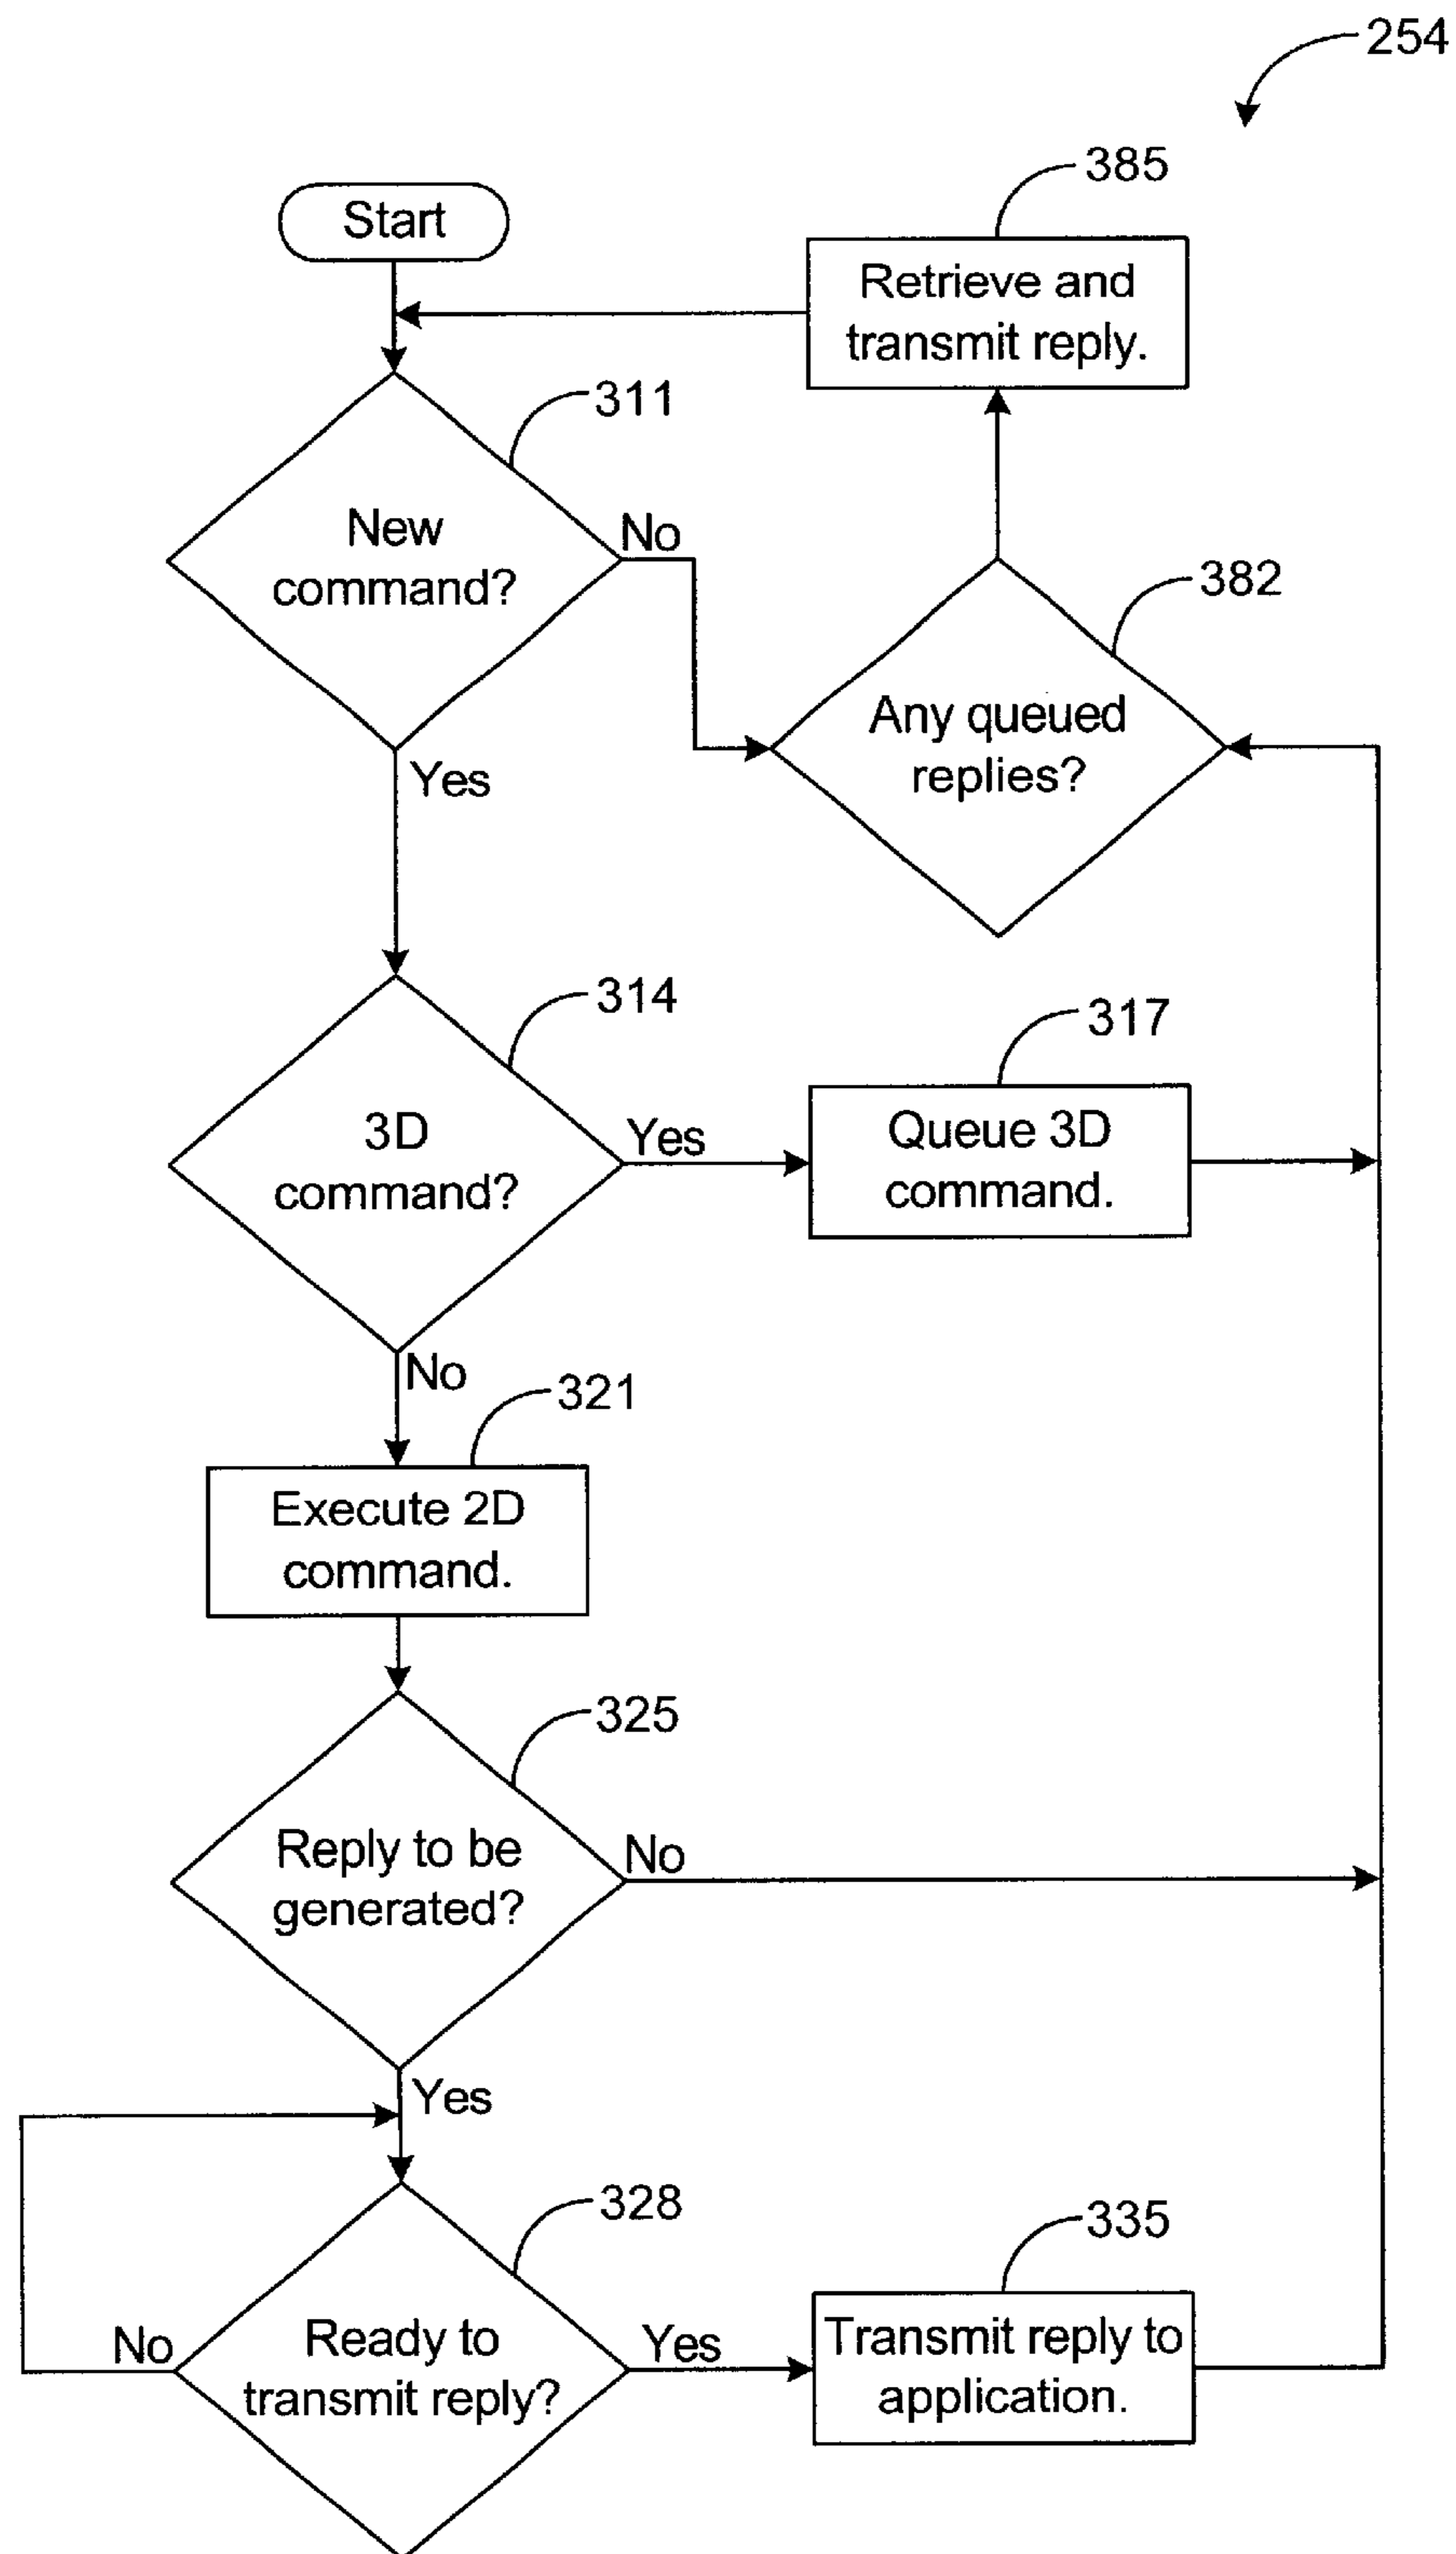 254
385
Start
Retrieve and
transmit reply.
311
New
command?
No
382
Any queued
replies?
Yes
314
317
3D
command?
Yes
Queue 3D
command.
No
321
Execute 2D
command.
325
Reply to be
generated?
No
Yes
328
335
Ready to
transmit reply?
No
Yes
Transmit reply to
application.